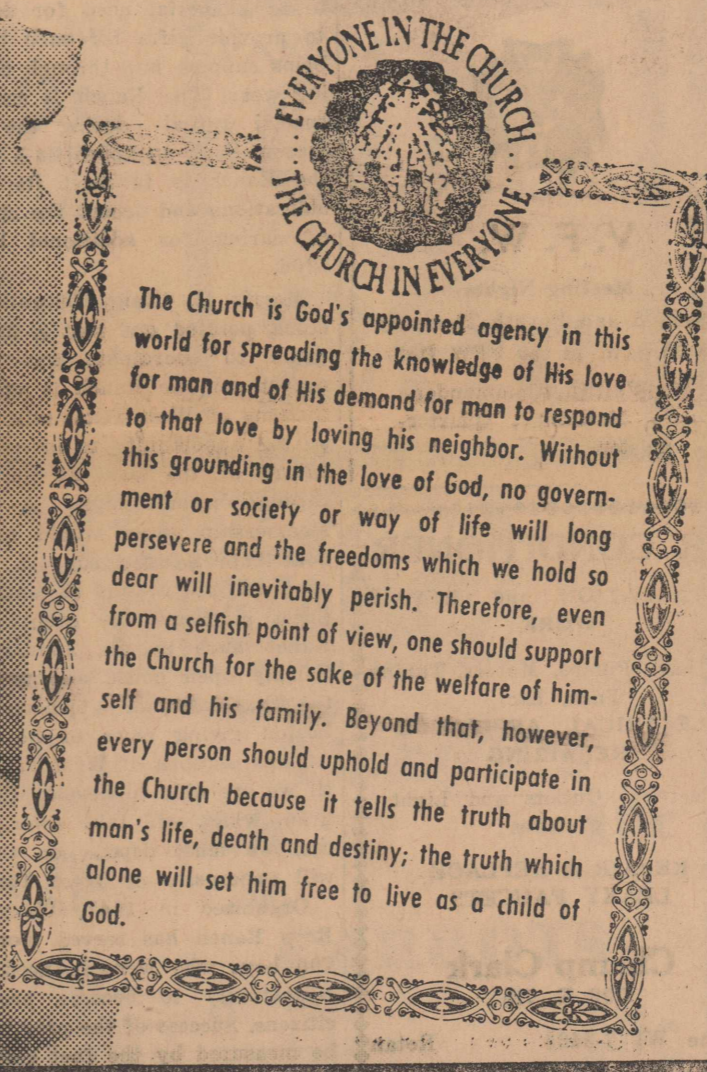 EVERYONE IN THE CHURCH
THE CHURCH IN EVERYONE
The Church is God's appointed agency in this
world for spreading the knowledge of His love
for man and of His demand for man to respond
to that love by loving his neighbor. Without
this grounding in the love of God, no govern-
ment or society or way of life will long
persevere and the freedoms which we hold so
dear will inevitably perish. Therefore, even
from a selfish point of view, one should support
the Church for the sake of the welfare of him-
self and his family. Beyond that, however,
every person should uphold and participate in
the Church because it tells the truth about
man's life, death and destiny; the truth which
alone will set him free to live as a child of
God.